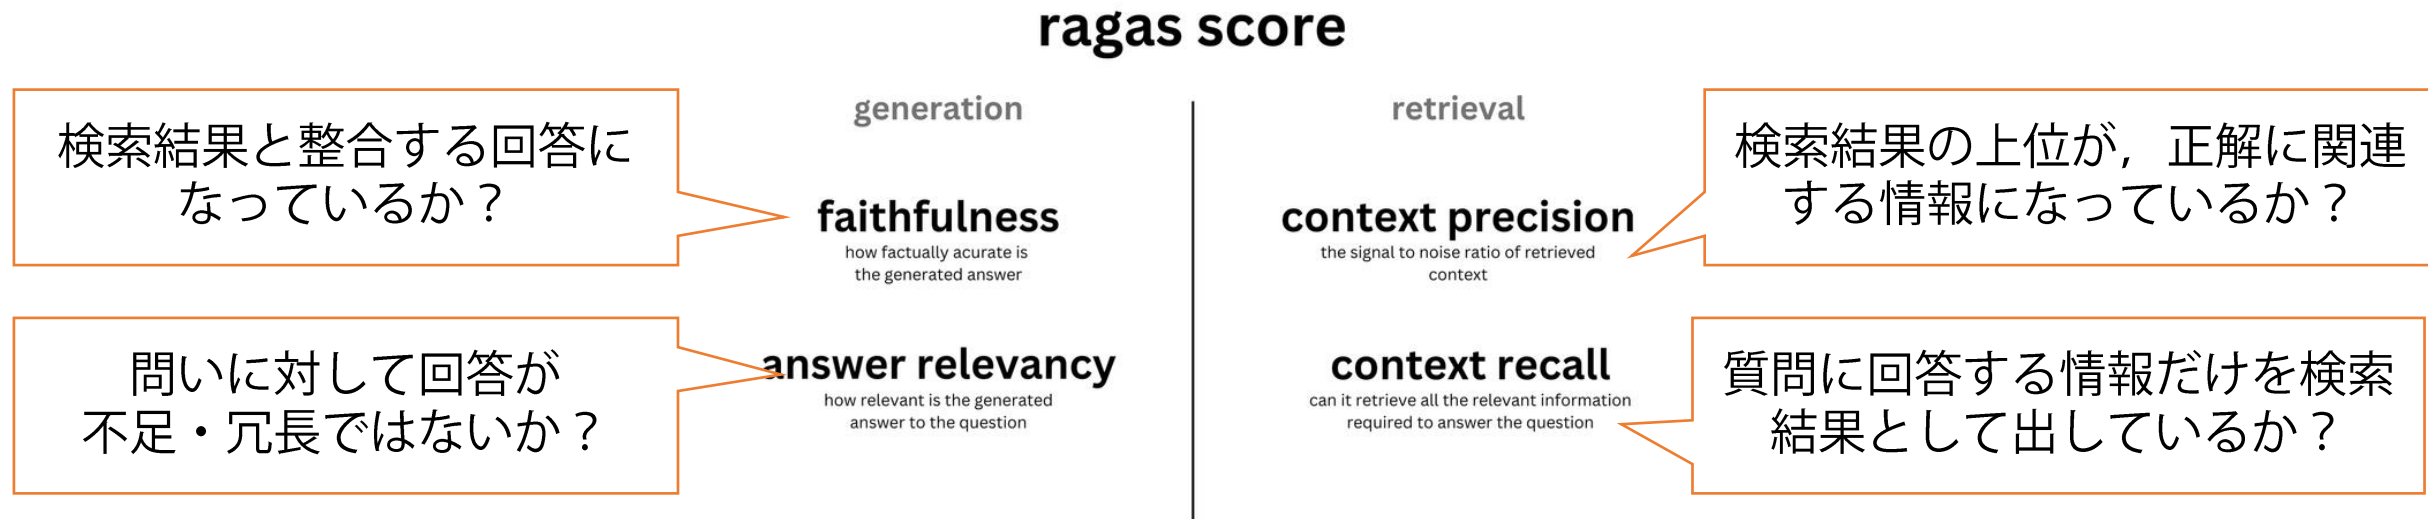 ragas score
generation
retrieval
検索結果と整合する回答に
なっているか？
faithfulness
how factually acurate is
the generated answer
検索結果の上位が，正解に関連
する情報になっているか？
context precision
the signal to noise ratio of retrieved
context
問いに対して回答が
不足・冗長ではないか？
answer relevancy
how relevant is the generated
answer to the question
質問に回答する情報だけを検索
結果として出しているか？
context recall
can it retrieve all the relevant information
required to answer the question